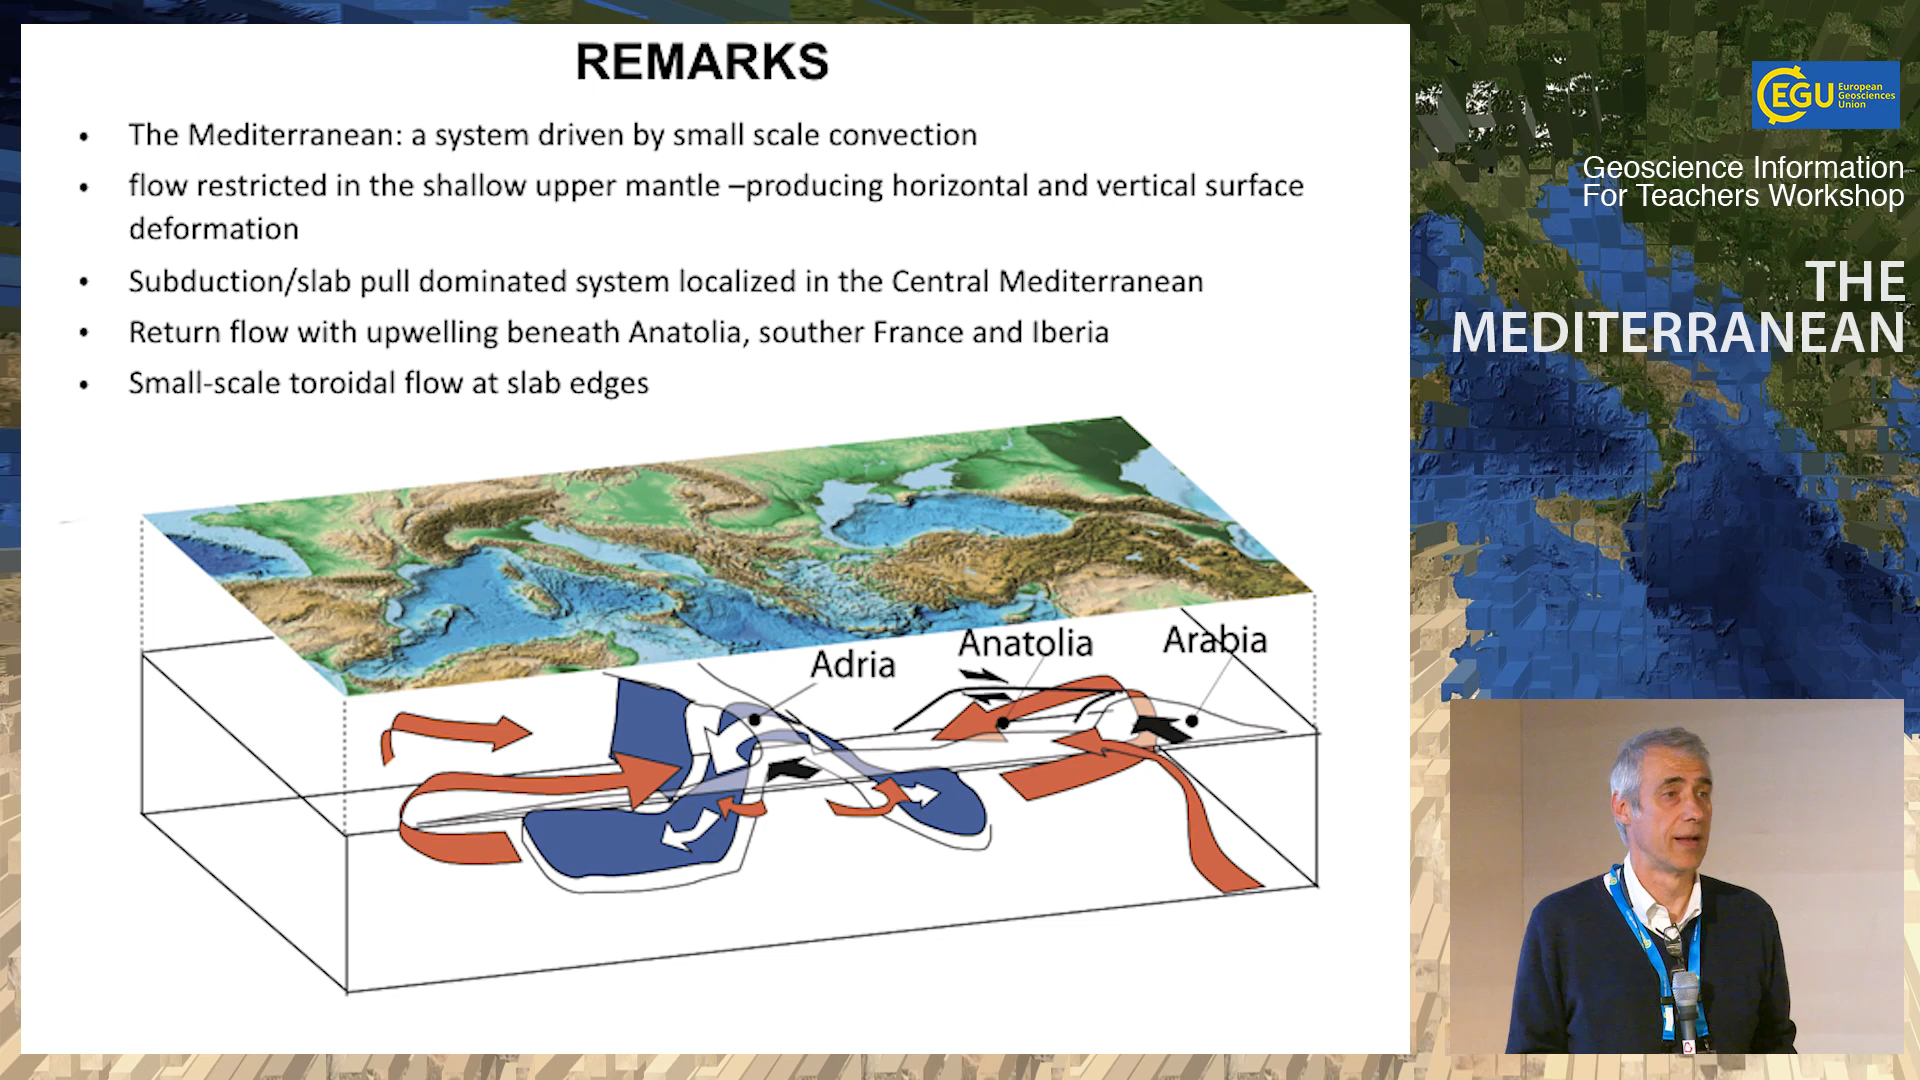 REMARKS
• The Mediterranean: a system driven by small scale convection
• flow restricted in the shallow upper mantle –producing horizontal and vertical surface
deformation
• Subduction/slab pull dominated system localized in the Central Mediterranean
• Return flow with upwelling beneath Anatolia, souther France and Iberia
• Small-scale toroidal flow at slab edges
Adria
Anatolia
Arabia
EGU
European
Geosciences
Union
Geoscience Information
For Teachers Workshop
THE
MEDITERRANEAN